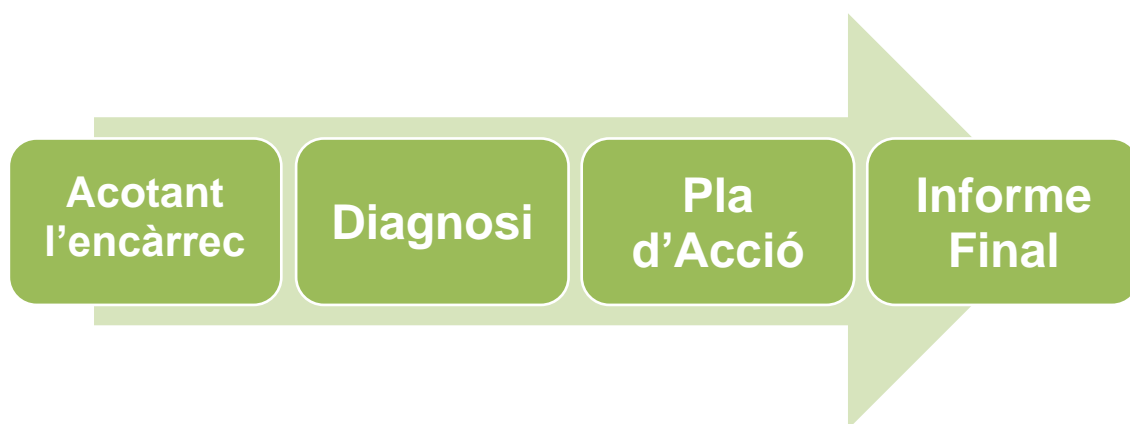 Acotant
l’encàrrec
Diagnosi
Pla
d’Acció
Informe
Final